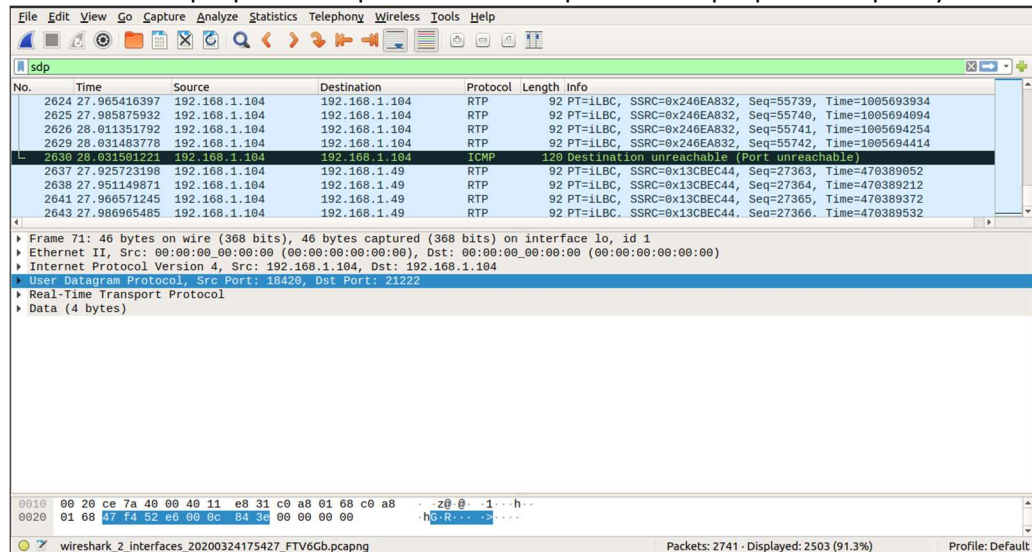 File Edit View Go Capture Analyze Statistics Telephony Wireless Tools Help
sdp
No. Time Source Destination Protocol Length Info
2624 27.965416397 192.168.1.104 192.168.1.104 RTP 92 PT=iLBC, SSRC=0x246EA832, Seq=55739, Time=1005693934
2625 27.985875932 192.168.1.104 192.168.1.104 RTP 92 PT=iLBC, SSRC=0x246EA832, Seq=55740, Time=1005694094
2626 28.011351792 192.168.1.104 192.168.1.104 RTP 92 PT=iLBC, SSRC=0x246EA832, Seq=55741, Time=1005694254
2629 28.031483778 192.168.1.104 192.168.1.104 RTP 92 PT=iLBC, SSRC=0x246EA832, Seq=55742, Time=1005694414
2630 28.031501221 192.168.1.104 192.168.1.104 ICMP 120 Destination unreachable (Port unreachable)
2637 27.925723198 192.168.1.104 192.168.1.49 RTP 92 PT=iLBC, SSRC=0x13CBEC44, Seq=27363, Time=470389052
2638 27.951149871 192.168.1.104 192.168.1.49 RTP 92 PT=iLBC, SSRC=0x13CBEC44, Seq=27364, Time=470389212
2641 27.966571245 192.168.1.104 192.168.1.49 RTP 92 PT=iLBC, SSRC=0x13CBEC44, Seq=27365, Time=470389372
2643 27.986965485 192.168.1.104 192.168.1.49 RTP 92 PT=iLBC, SSRC=0x13CBEC44, Seq=27366, Time=470389532
Frame 71: 46 bytes on wire (368 bits), 46 bytes captured (368 bits) on interface lo, id 1
Ethernet II, Src: 00:00:00_00:00:00 (00:00:00:00:00:00), Dst: 00:00:00_00:00:00 (00:00:00:00:00:00)
Internet Protocol Version 4, Src: 192.168.1.104, Dst: 192.168.1.104
User Datagram Protocol, Src Port: 18420, Dst Port: 21222
Real-Time Transport Protocol
Data (4 bytes)
0010 00 20 ce 7a 40 00 40 11 e8 31 c0 a8 01 68 c0 a8 · ·z@·@· ·1···h··
0020 01 68 47 f4 52 e6 00 0c 84 3e 00 00 00 00 ·hG·R··· ·>····
wireshark_2_interfaces_20200324175427_FTV6Gb.pcapng Packets: 2741 · Displayed: 2503 (91.3%) Profile: Default